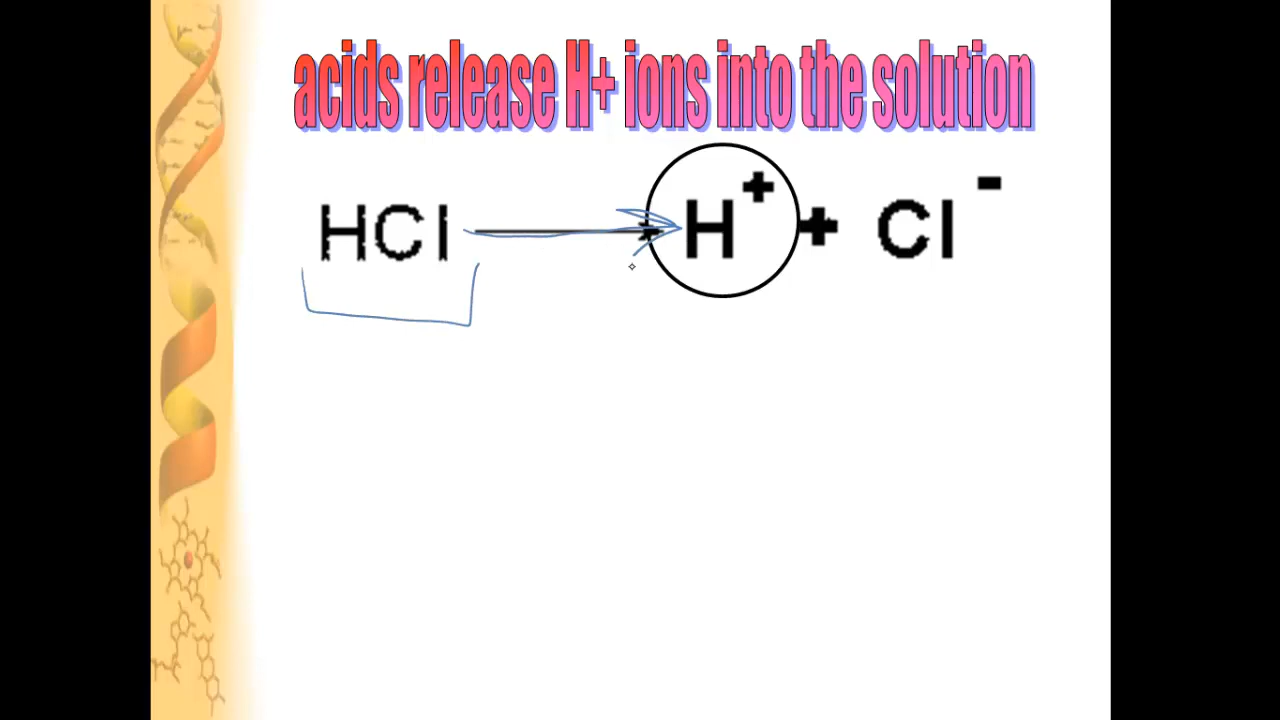 acids release H+ ions into the solution
HCl → H⁺ + Cl⁻